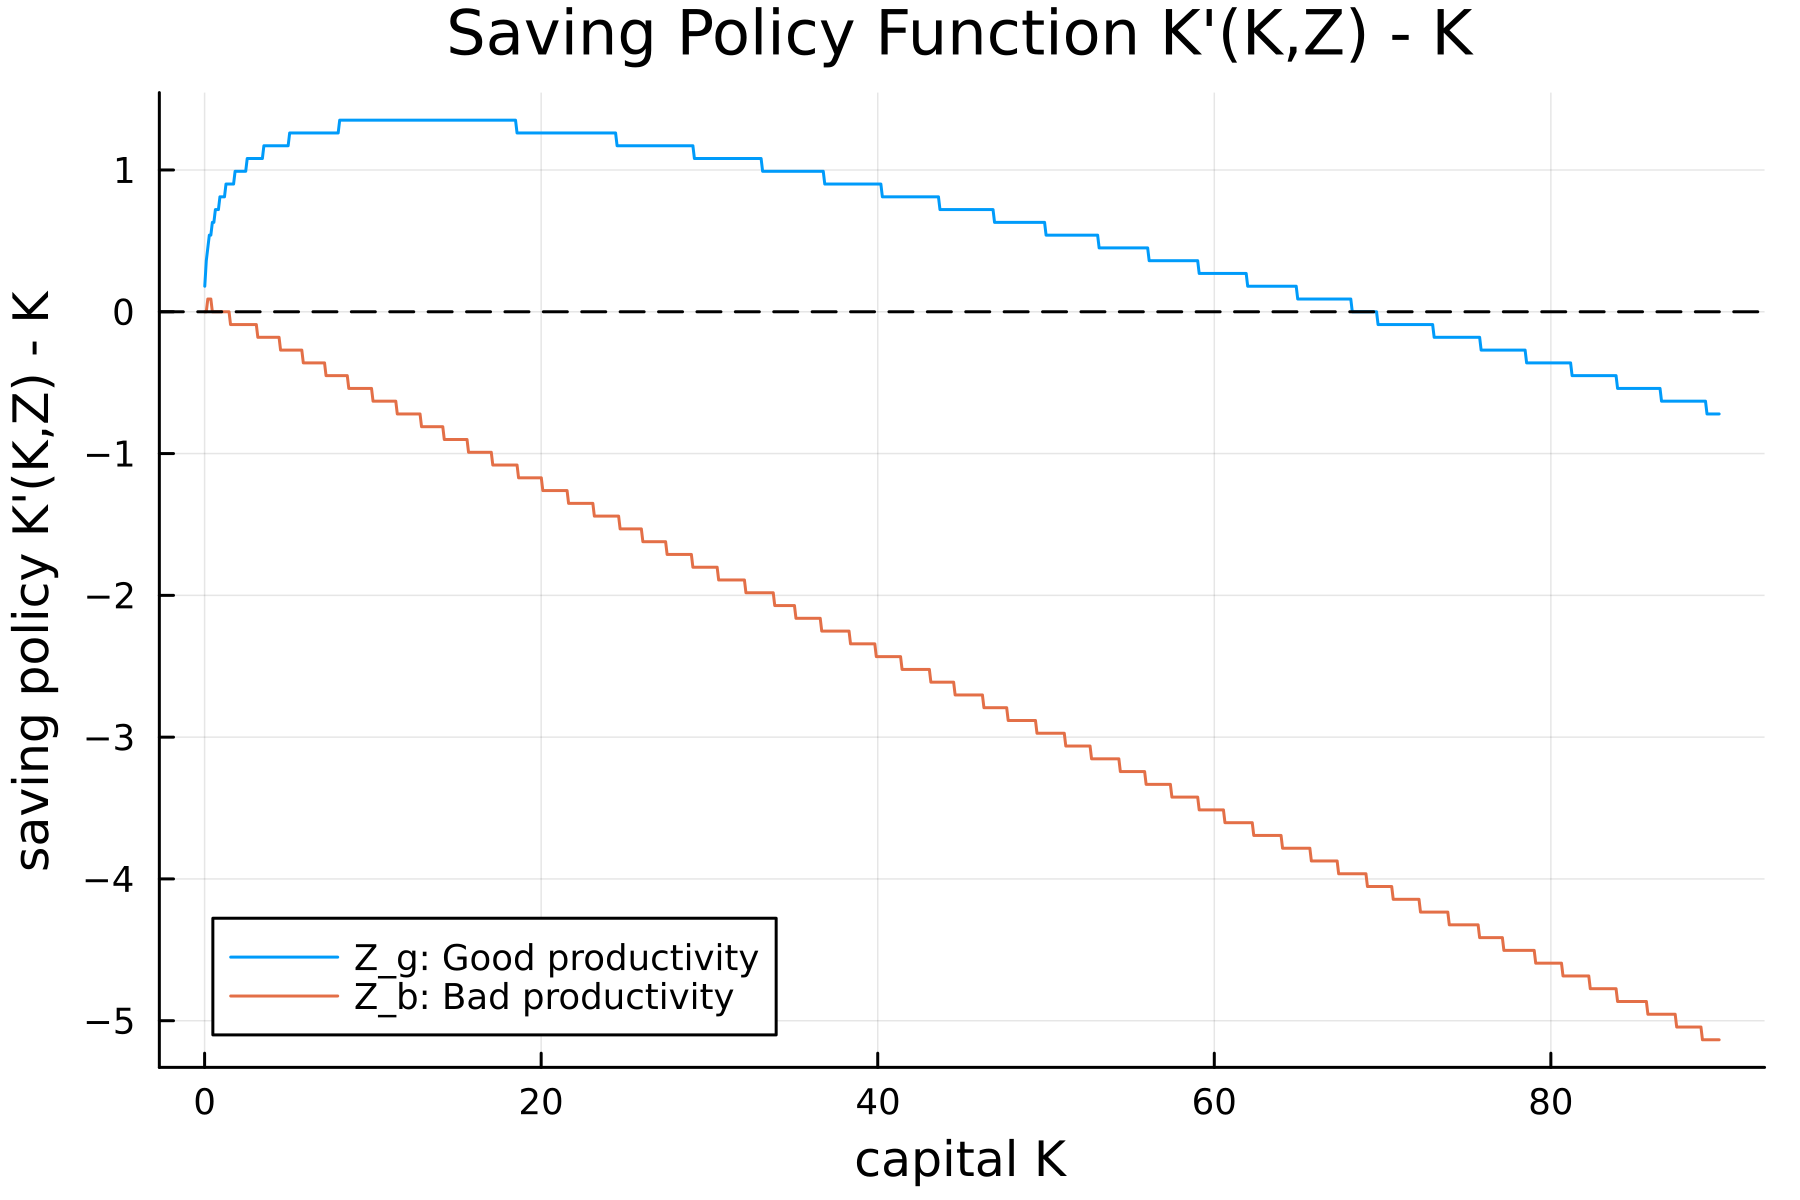 Saving Policy Function K'(K,Z) - K
saving policy K'(K,Z) - K
1
0
−1
−2
−3
−4
−5
Z_g: Good productivity
Z_b: Bad productivity
0 20 40 60 80
capital K